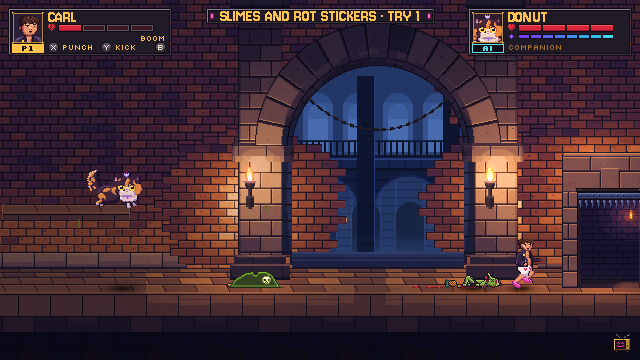 CARL
SLIMES AND ROT STICKERS · TRY 1
DONUT
BOOM
P1
X PUNCH Y KICK B
AI
COMPANION